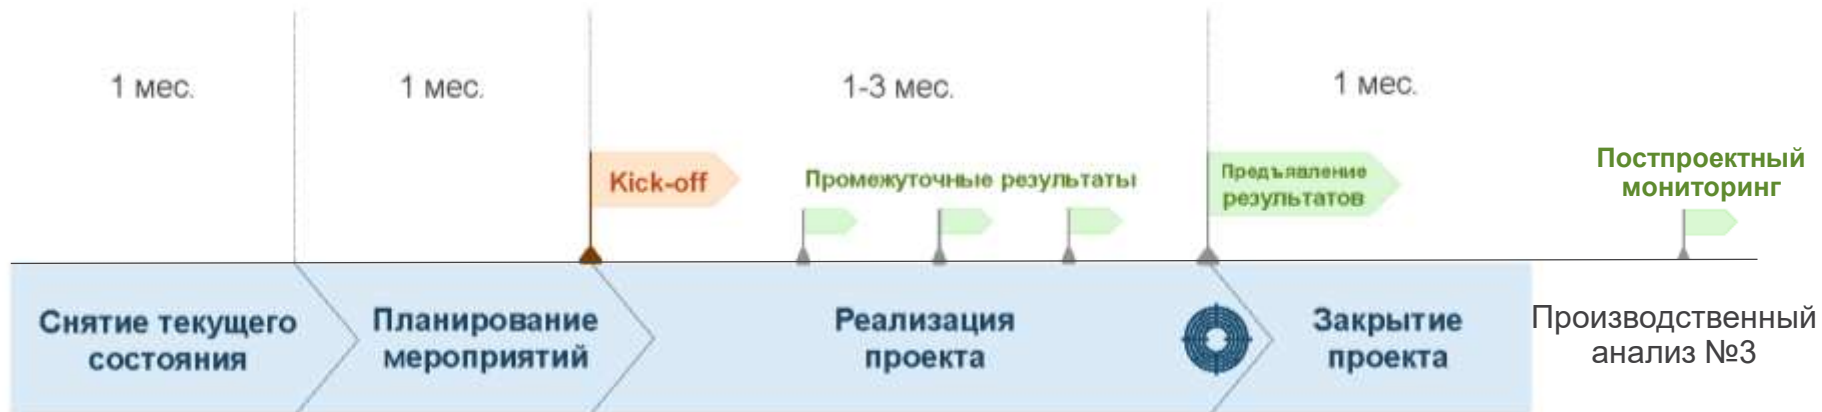 1 мес.
1 мес.
1-3 мес.
1 мес.
Kick-off
Промежуточные результаты
Предъявление
результатов
Постпроектный
мониторинг
Снятие текущего
состояния
Планирование
мероприятий
Реализация
проекта
Закрытие
проекта
Производственный
анализ №3